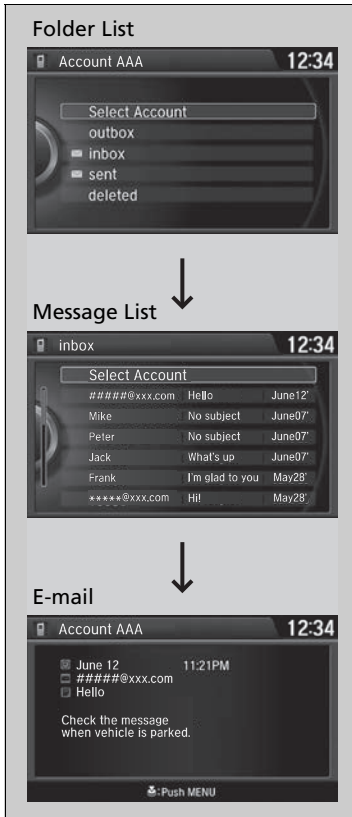 Folder List
Account AAA 12:34
Select Account
outbox
inbox
sent
deleted
Message List
inbox 12:34
Select Account
#####@xxx.com Hello June12'
Mike No subject June07'
Peter No subject June07'
Jack What's up June07'
Frank I'm glad to you May28'
*****@xxx.com Hi! May28'
E-mail
Account AAA 12:34
June 12 11:21PM
#####@xxx.com
Hello
Check the message
when vehicle is parked.
:Push MENU